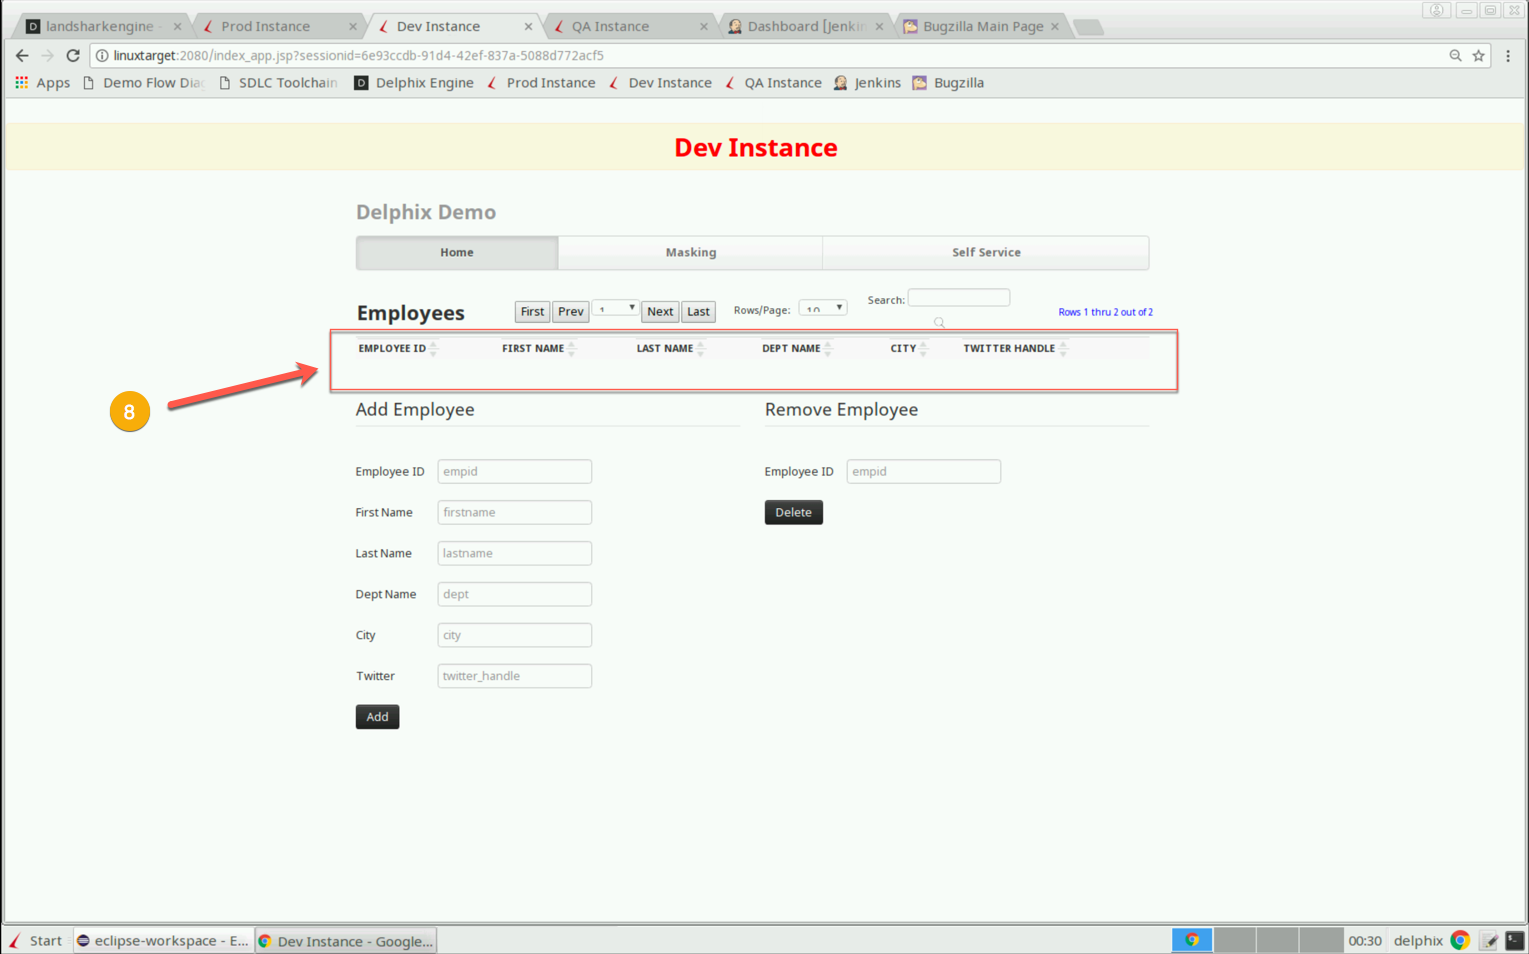 landsharkengine -
Prod Instance
Dev Instance
QA Instance
Dashboard [Jenkin
Bugzilla Main Page
linuxtarget:2080/index_app.jsp?sessionid=6e93ccdb-91d4-42ef-837a-5088d772acf5
Apps
Demo Flow Diag
SDLC Toolchain
D Delphix Engine
Prod Instance
Dev Instance
QA Instance
Jenkins
Bugzilla
Dev Instance
Delphix Demo
Home
Masking
Self Service
Employees
First
Prev
1
Next
Last
Rows/Page:
10
Search:
Rows 1 thru 2 out of 2
EMPLOYEE ID
FIRST NAME
LAST NAME
DEPT NAME
CITY
TWITTER HANDLE
8
Add Employee
Employee ID
empid
First Name
firstname
Last Name
lastname
Dept Name
dept
City
city
Twitter
twitter_handle
Add
Remove Employee
Employee ID
empid
Delete
Start
eclipse-workspace - E...
Dev Instance - Google...
00:30
delphix